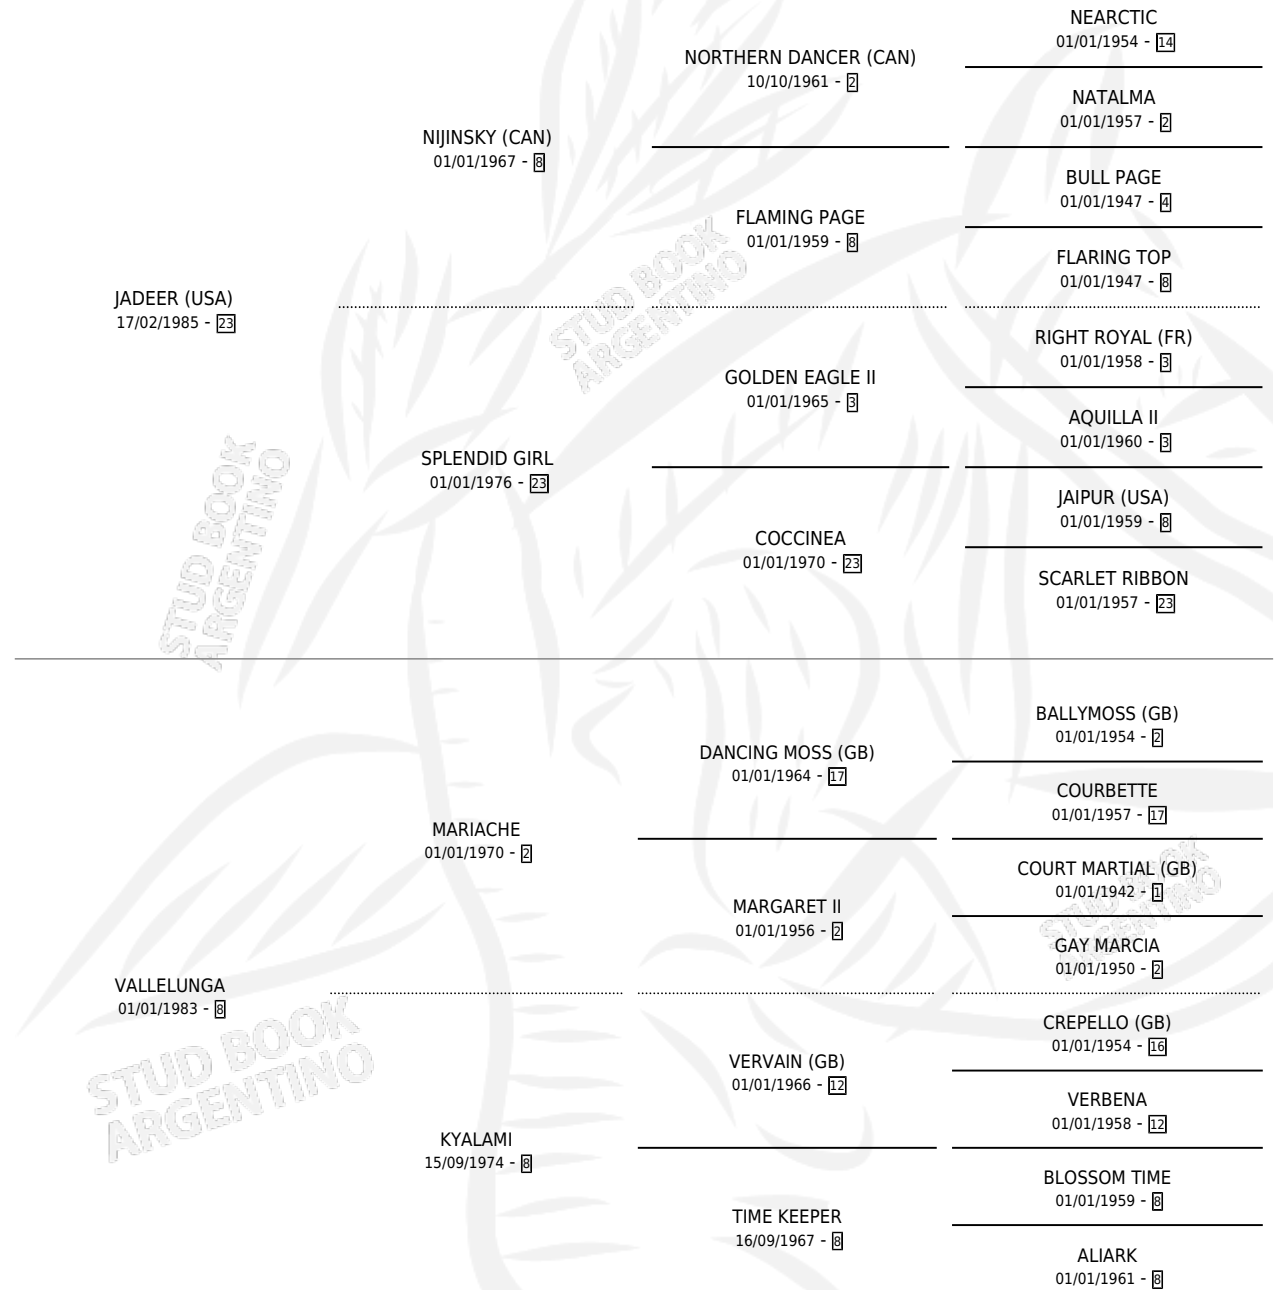 NEARCTIC
01/01/1954 - 14
NORTHERN DANCER (CAN)
10/10/1961 - 2
NATALMA
01/01/1957 - 2
NIJINSKY (CAN)
01/01/1967 - 8
BULL PAGE
01/01/1947 - 4
FLAMING PAGE
01/01/1959 - 8
FLARING TOP
01/01/1947 - 8
JADEER (USA)
17/02/1985 - 23
RIGHT ROYAL (FR)
01/01/1958 - 3
GOLDEN EAGLE II
01/01/1965 - 3
AQUILLA II
01/01/1960 - 3
SPLENDID GIRL
01/01/1976 - 23
JAIPUR (USA)
01/01/1959 - 8
COCCINEA
01/01/1970 - 23
SCARLET RIBBON
01/01/1957 - 23
BALLYMOSS (GB)
01/01/1954 - 2
DANCING MOSS (GB)
01/01/1964 - 17
COURBETTE
01/01/1957 - 17
MARIACHE
01/01/1970 - 2
COURT MARTIAL (GB)
01/01/1942 - 1
MARGARET II
01/01/1956 - 2
GAY MARCIA
01/01/1950 - 2
VALLELUNGA
01/01/1983 - 8
CREPELLO (GB)
01/01/1954 - 16
VERVAIN (GB)
01/01/1966 - 12
VERBENA
01/01/1958 - 12
KYALAMI
15/09/1974 - 8
BLOSSOM TIME
01/01/1959 - 8
TIME KEEPER
16/09/1967 - 8
ALIARK
01/01/1961 - 8
STUD BOOK
ARGENTINO
STUD BOOK
ARGENTINO
STUD BOOK
ARGENTINO
STUD BOOK
ARGENTINO